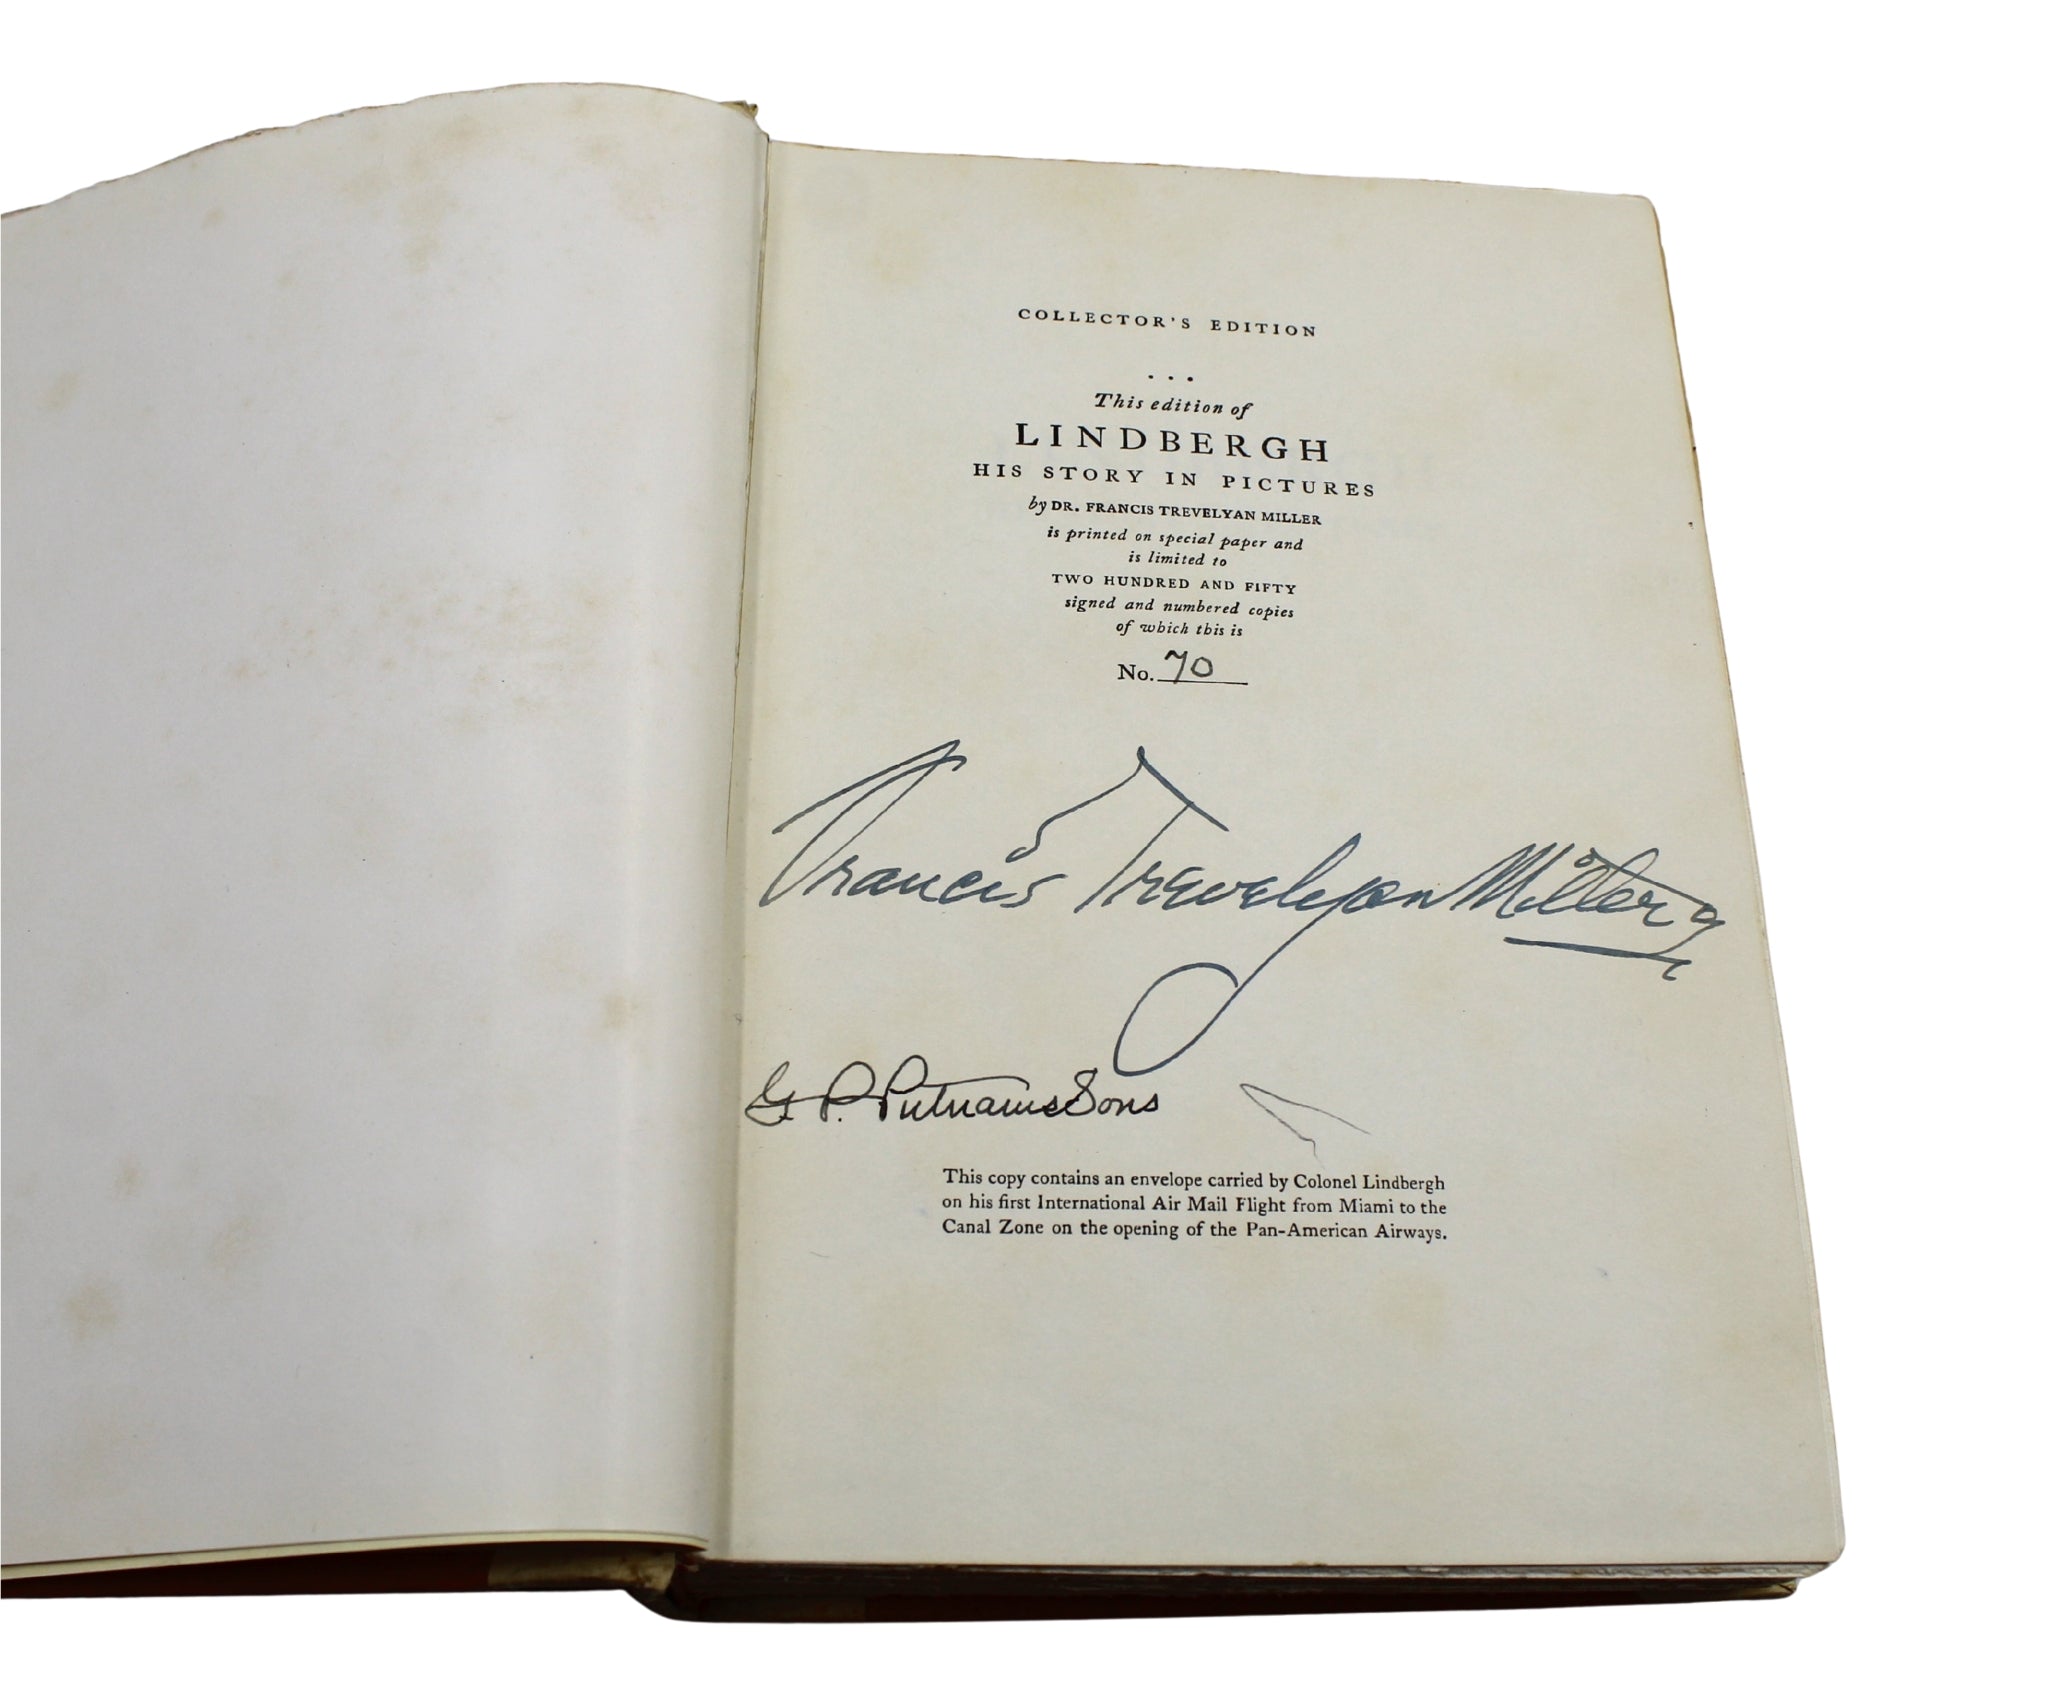 COLLECTOR'S EDITION
...
This edition of
LINDBERGH
HIS STORY IN PICTURES
by DR. FRANCIS TREVELYAN MILLER
is printed on special paper and
is limited to
TWO HUNDRED AND FIFTY
signed and numbered copies
of which this is
No. 70
Francis Trevelyan Miller
G. P. Putnams Sons
This copy contains an envelope carried by Colonel Lindbergh
on his first International Air Mail Flight from Miami to the
Canal Zone on the opening of the Pan-American Airways.